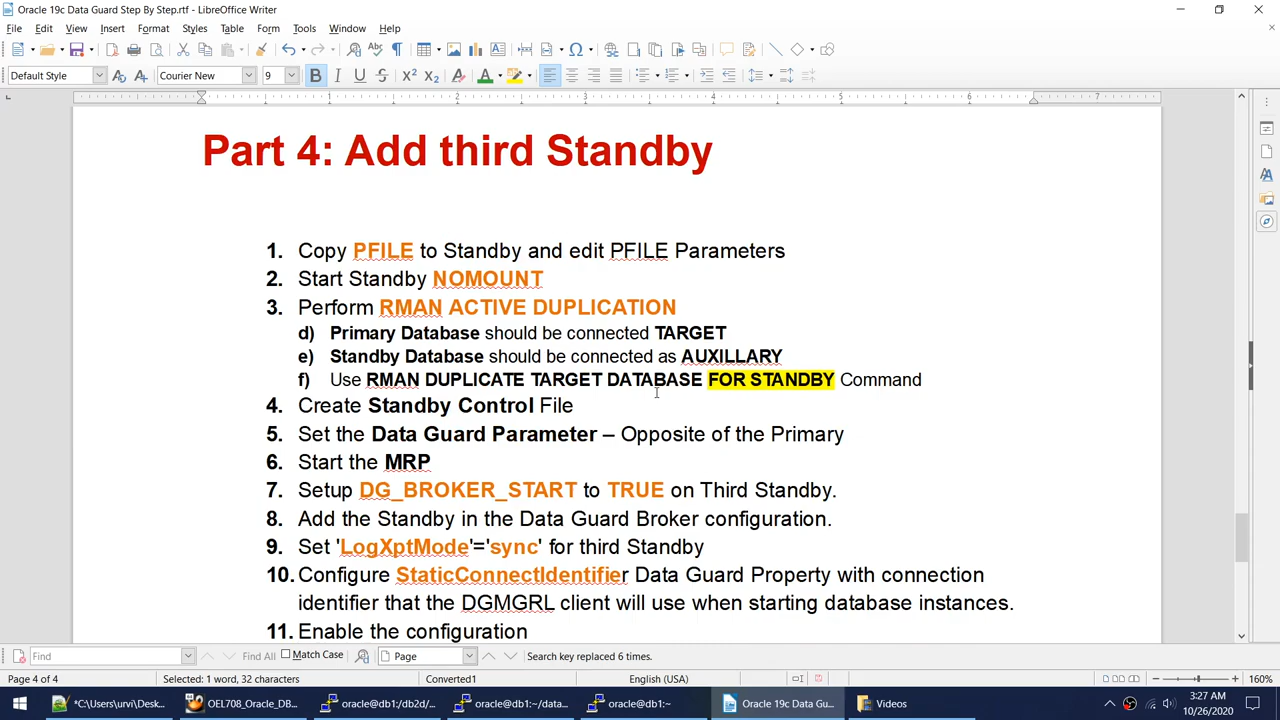 Oracle 19c Data Guard Step By Step.rtf - LibreOffice Writer
File Edit View Insert Format Styles Table Form Tools Window Help
Default Style Courier New 9
1 2 3 4 5 6 7
Part 4: Add third Standby
1. Copy PFILE to Standby and edit PFILE Parameters
2. Start Standby NOMOUNT
3. Perform RMAN ACTIVE DUPLICATION
d) Primary Database should be connected TARGET
e) Standby Database should be connected as AUXILLARY
f) Use RMAN DUPLICATE TARGET DATABASE FOR STANDBY Command
4. Create Standby Control File
5. Set the Data Guard Parameter – Opposite of the Primary
6. Start the MRP
7. Setup DG_BROKER_START to TRUE on Third Standby.
8. Add the Standby in the Data Guard Broker configuration.
9. Set 'LogXptMode'='sync' for third Standby
10. Configure StaticConnectIdentifier Data Guard Property with connection
identifier that the DGMGRL client will use when starting database instances.
11. Enable the configuration
Find Find All Match Case Page Search key replaced 6 times.
Page 4 of 4 Selected: 1 word, 32 characters Converted1 English (USA) 160%
*C:\Users\urvi\Desk... OEL708_Oracle_DB... oracle@db1:/db2d/... oracle@db1:~/data... oracle@db1:~ Oracle 19c Data Gu... Videos 3:27 AM
10/26/2020